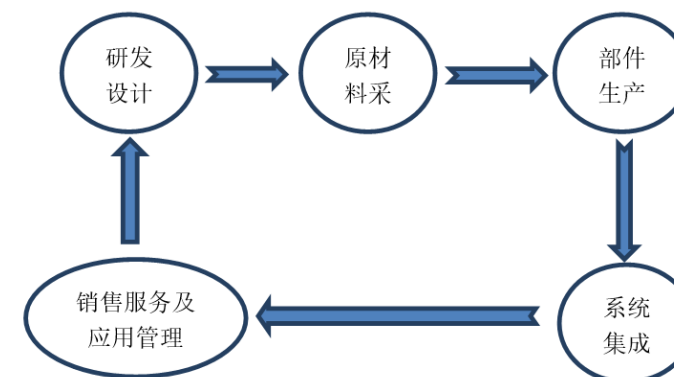 研发
设计
原材
料采
部件
生产
销售服务及
应用管理
系统
集成